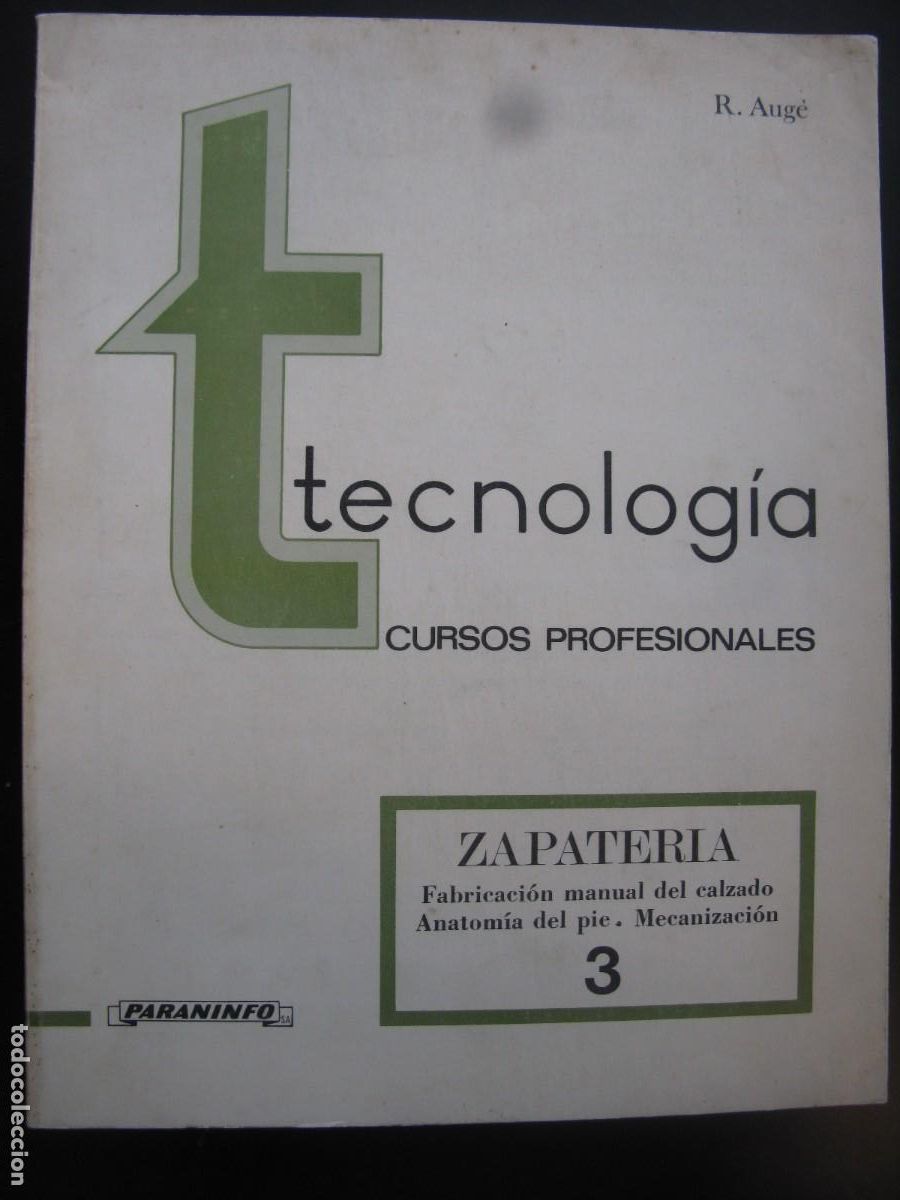 R. Augé
t
tecnología
CURSOS PROFESIONALES
ZAPATERIA
Fabricación manual del calzado
Anatomía del pie. Mecanización
3
PARANINFO SA
todocoleccion